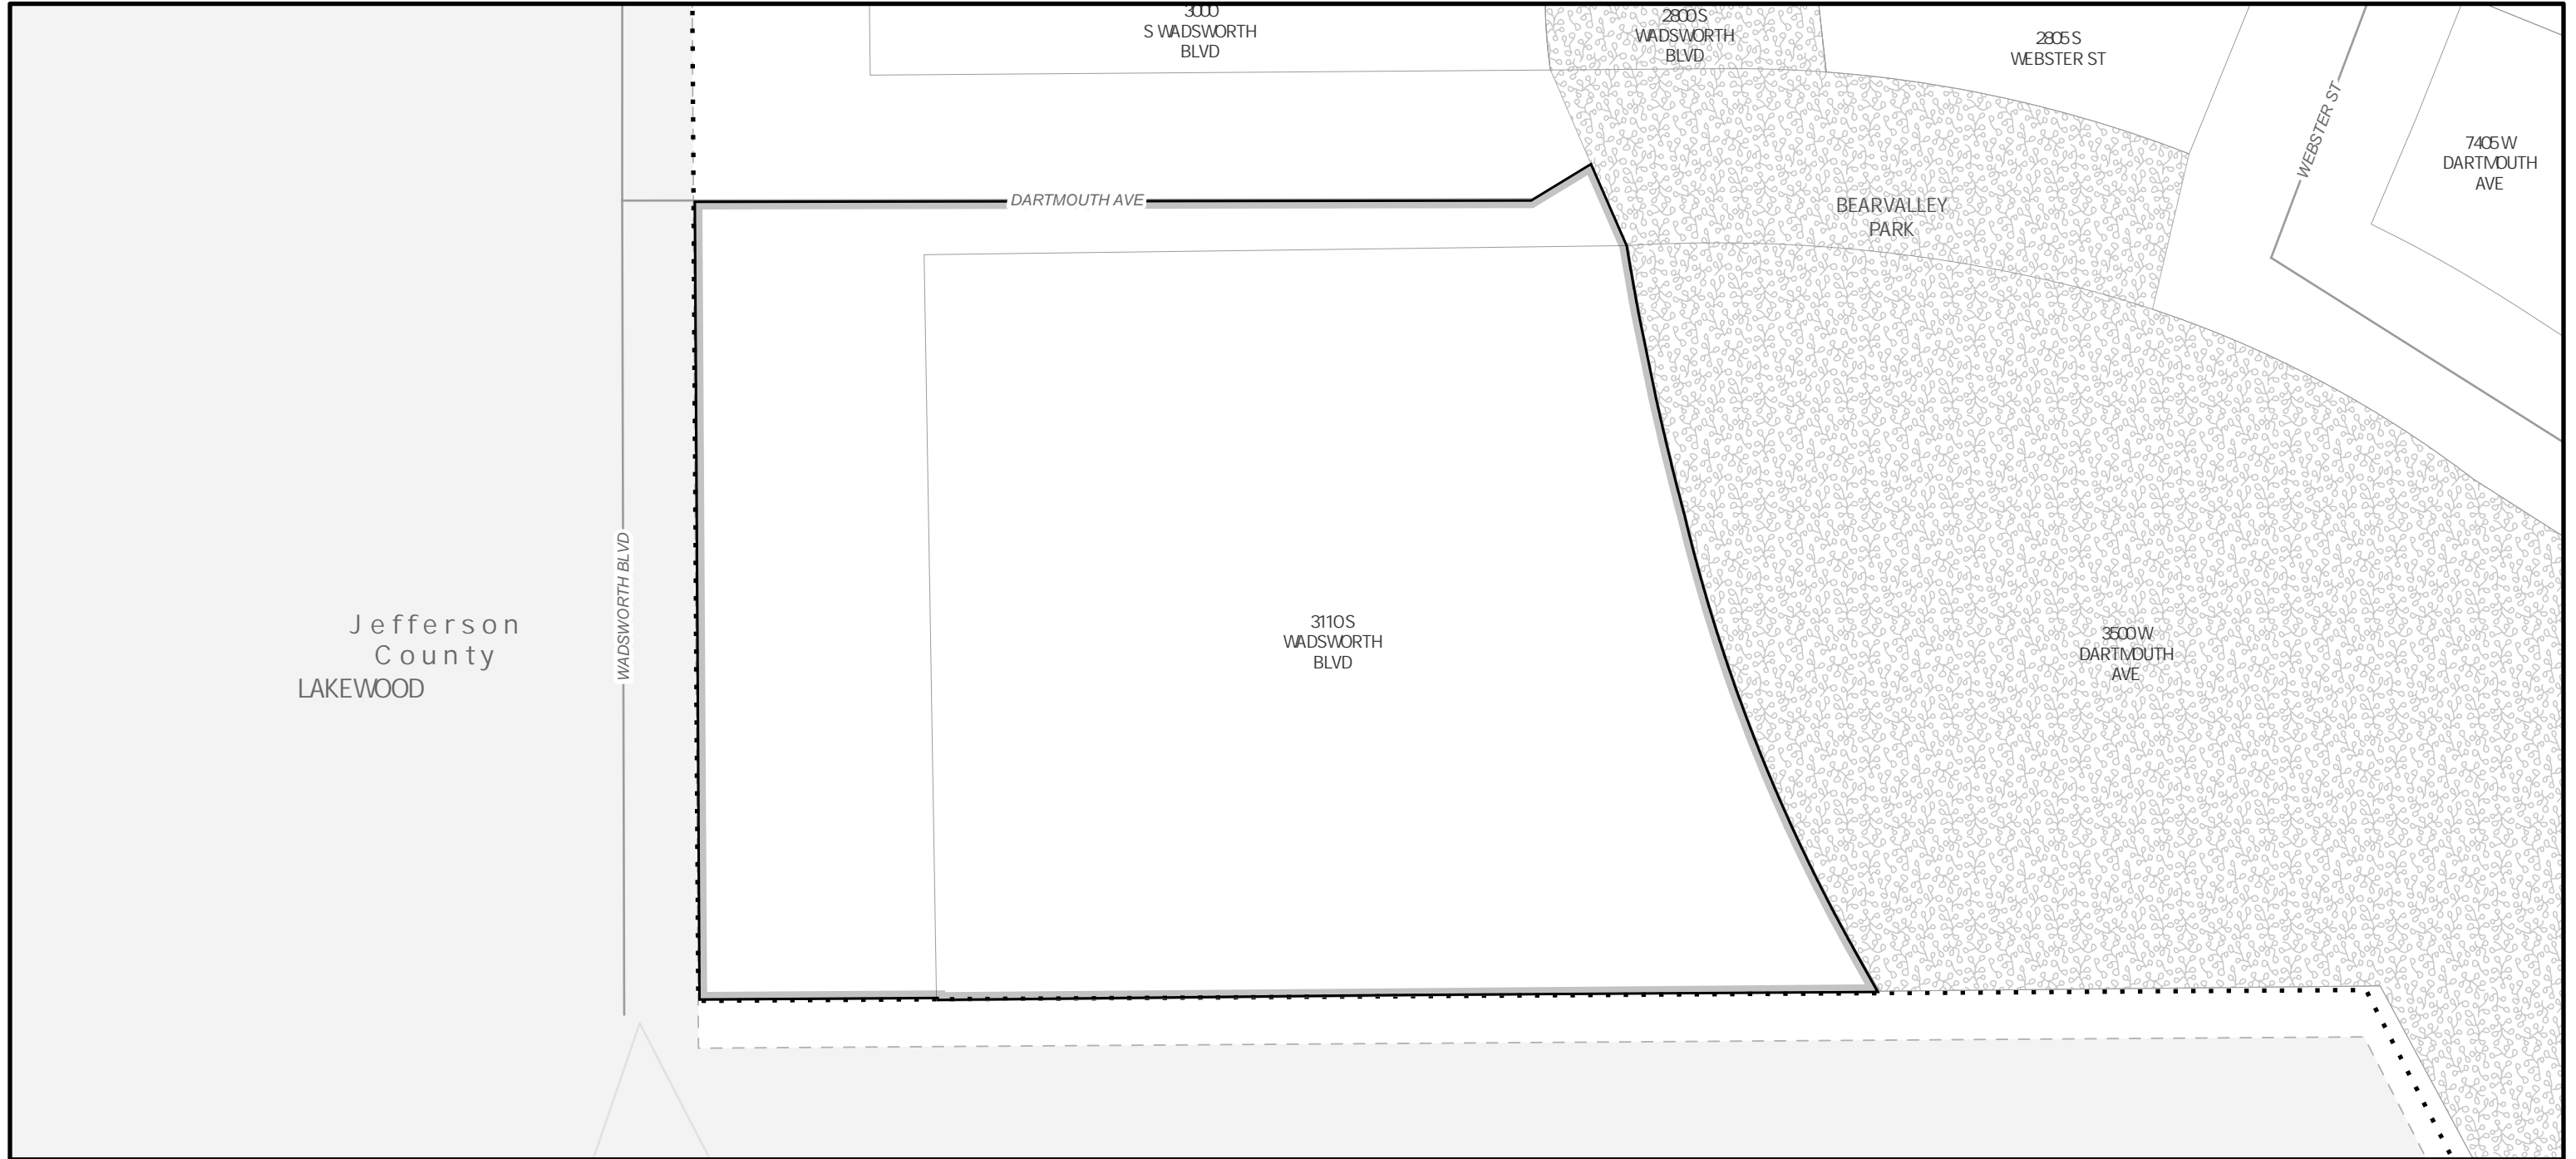 3000
S WADSWORTH
BLVD
2800 S
WADSWORTH
BLVD
2805 S
WEBSTER ST
WEBSTER ST
7405 W
DARTMOUTH
AVE
DARTMOUTH AVE
BEAR VALLEY
PARK
WADSWORTH BLVD
Jefferson
County
LAKEWOOD
3110 S
WADSWORTH
BLVD
3500 W
DARTMOUTH
AVE